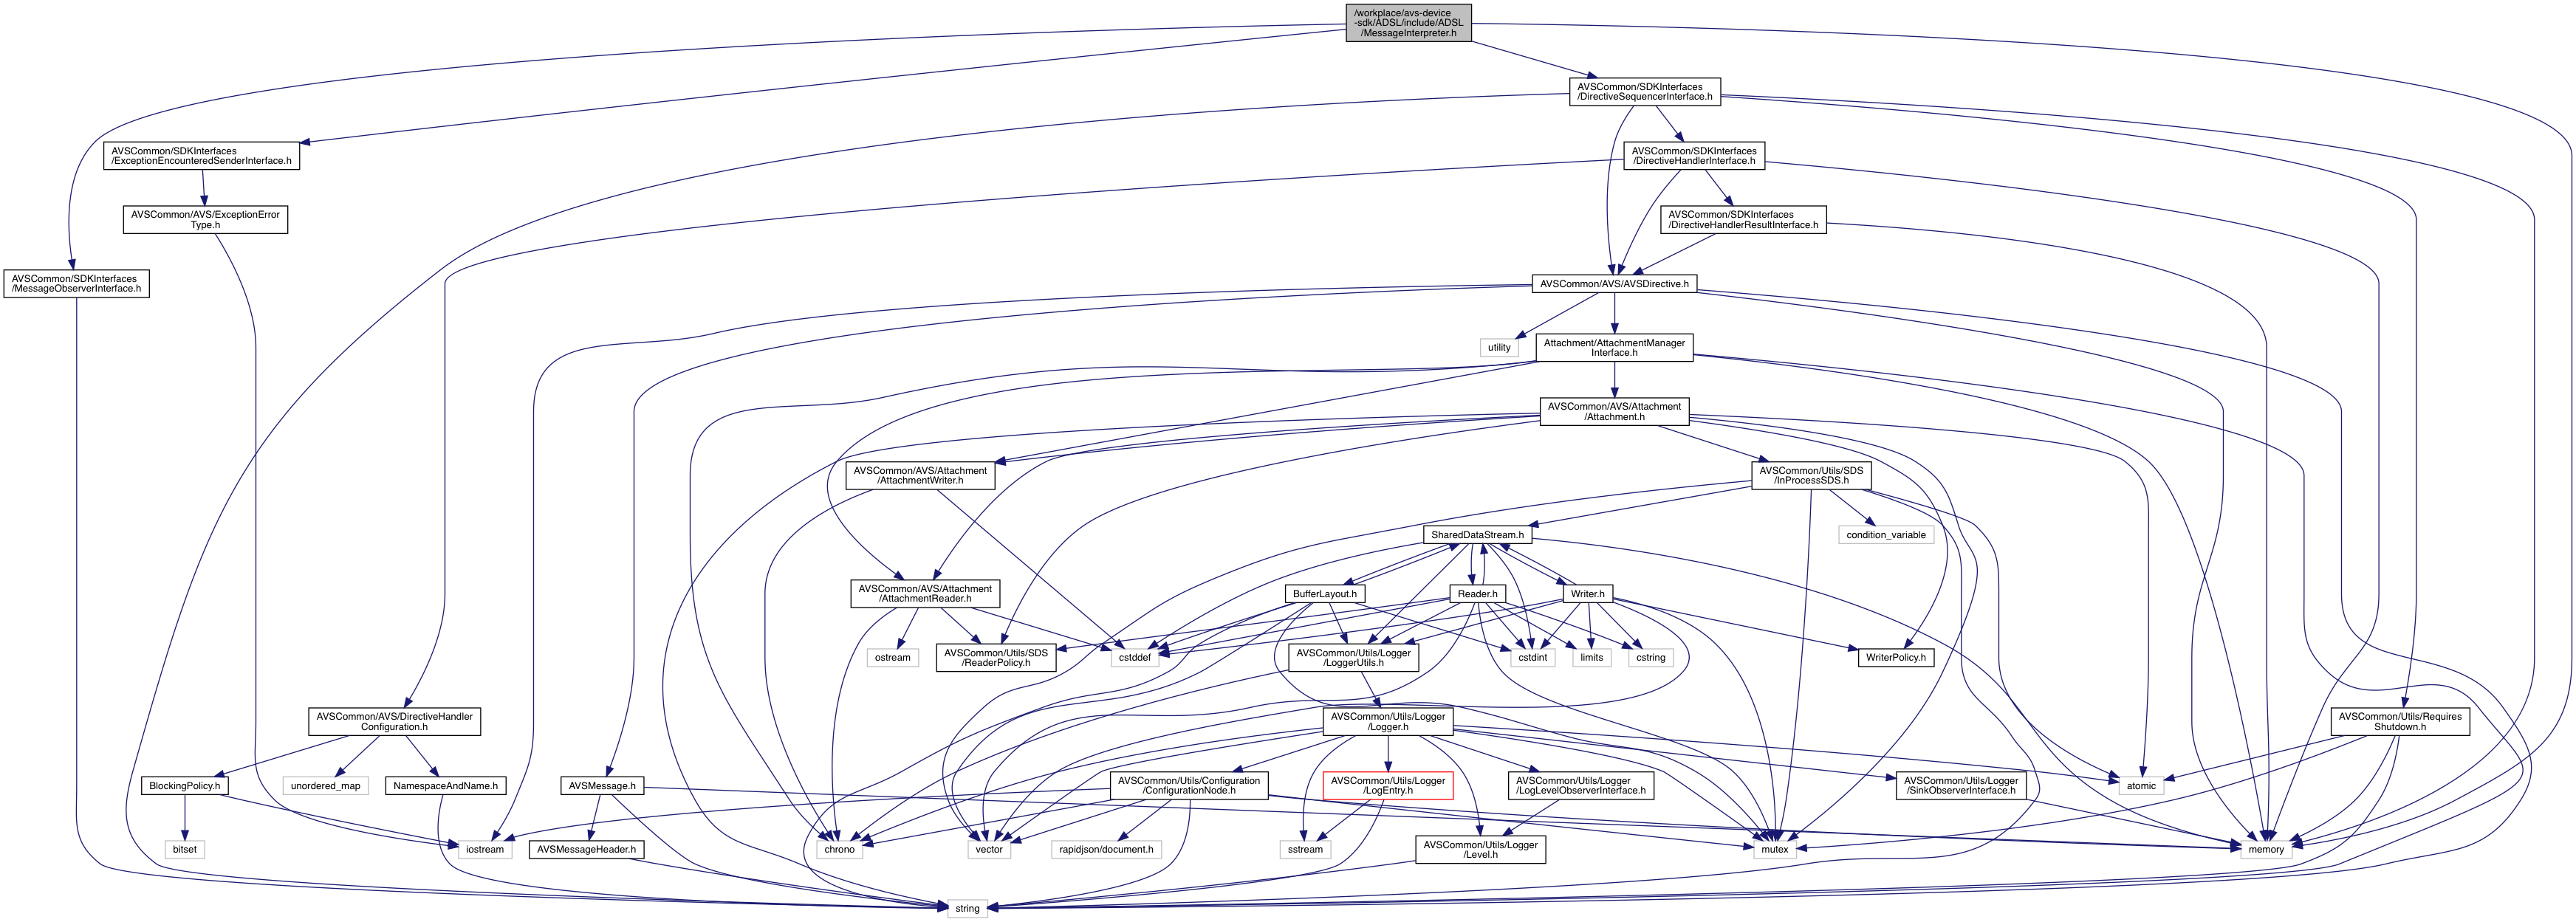 /workplace/avs-device
-sdk/ADSL/include/ADSL
/MessageInterpreter.h
AVSCommon/SDKInterfaces
/DirectiveSequencerInterface.h
AVSCommon/SDKInterfaces
/ExceptionEncounteredSenderInterface.h
AVSCommon/SDKInterfaces
/DirectiveHandlerInterface.h
AVSCommon/AVS/ExceptionError
Type.h
AVSCommon/SDKInterfaces
/DirectiveHandlerResultInterface.h
AVSCommon/SDKInterfaces
/MessageObserverInterface.h
AVSCommon/AVS/AVSDirective.h
utility
Attachment/AttachmentManager
Interface.h
AVSCommon/AVS/Attachment
/Attachment.h
AVSCommon/AVS/Attachment
/AttachmentWriter.h
AVSCommon/Utils/SDS
/InProcessSDS.h
SharedDataStream.h
condition_variable
AVSCommon/AVS/Attachment
/AttachmentReader.h
BufferLayout.h
Reader.h
Writer.h
ostream
AVSCommon/Utils/SDS
/ReaderPolicy.h
cstddef
AVSCommon/Utils/Logger
/LoggerUtils.h
cstdint
limits
cstring
WriterPolicy.h
AVSCommon/AVS/DirectiveHandler
Configuration.h
AVSCommon/Utils/Logger
/Logger.h
AVSCommon/Utils/Requires
Shutdown.h
BlockingPolicy.h
unordered_map
NamespaceAndName.h
AVSMessage.h
AVSCommon/Utils/Configuration
/ConfigurationNode.h
AVSCommon/Utils/Logger
/LogEntry.h
AVSCommon/Utils/Logger
/LogLevelObserverInterface.h
AVSCommon/Utils/Logger
/SinkObserverInterface.h
atomic
bitset
iostream
AVSMessageHeader.h
chrono
vector
rapidjson/document.h
sstream
AVSCommon/Utils/Logger
/Level.h
mutex
memory
string